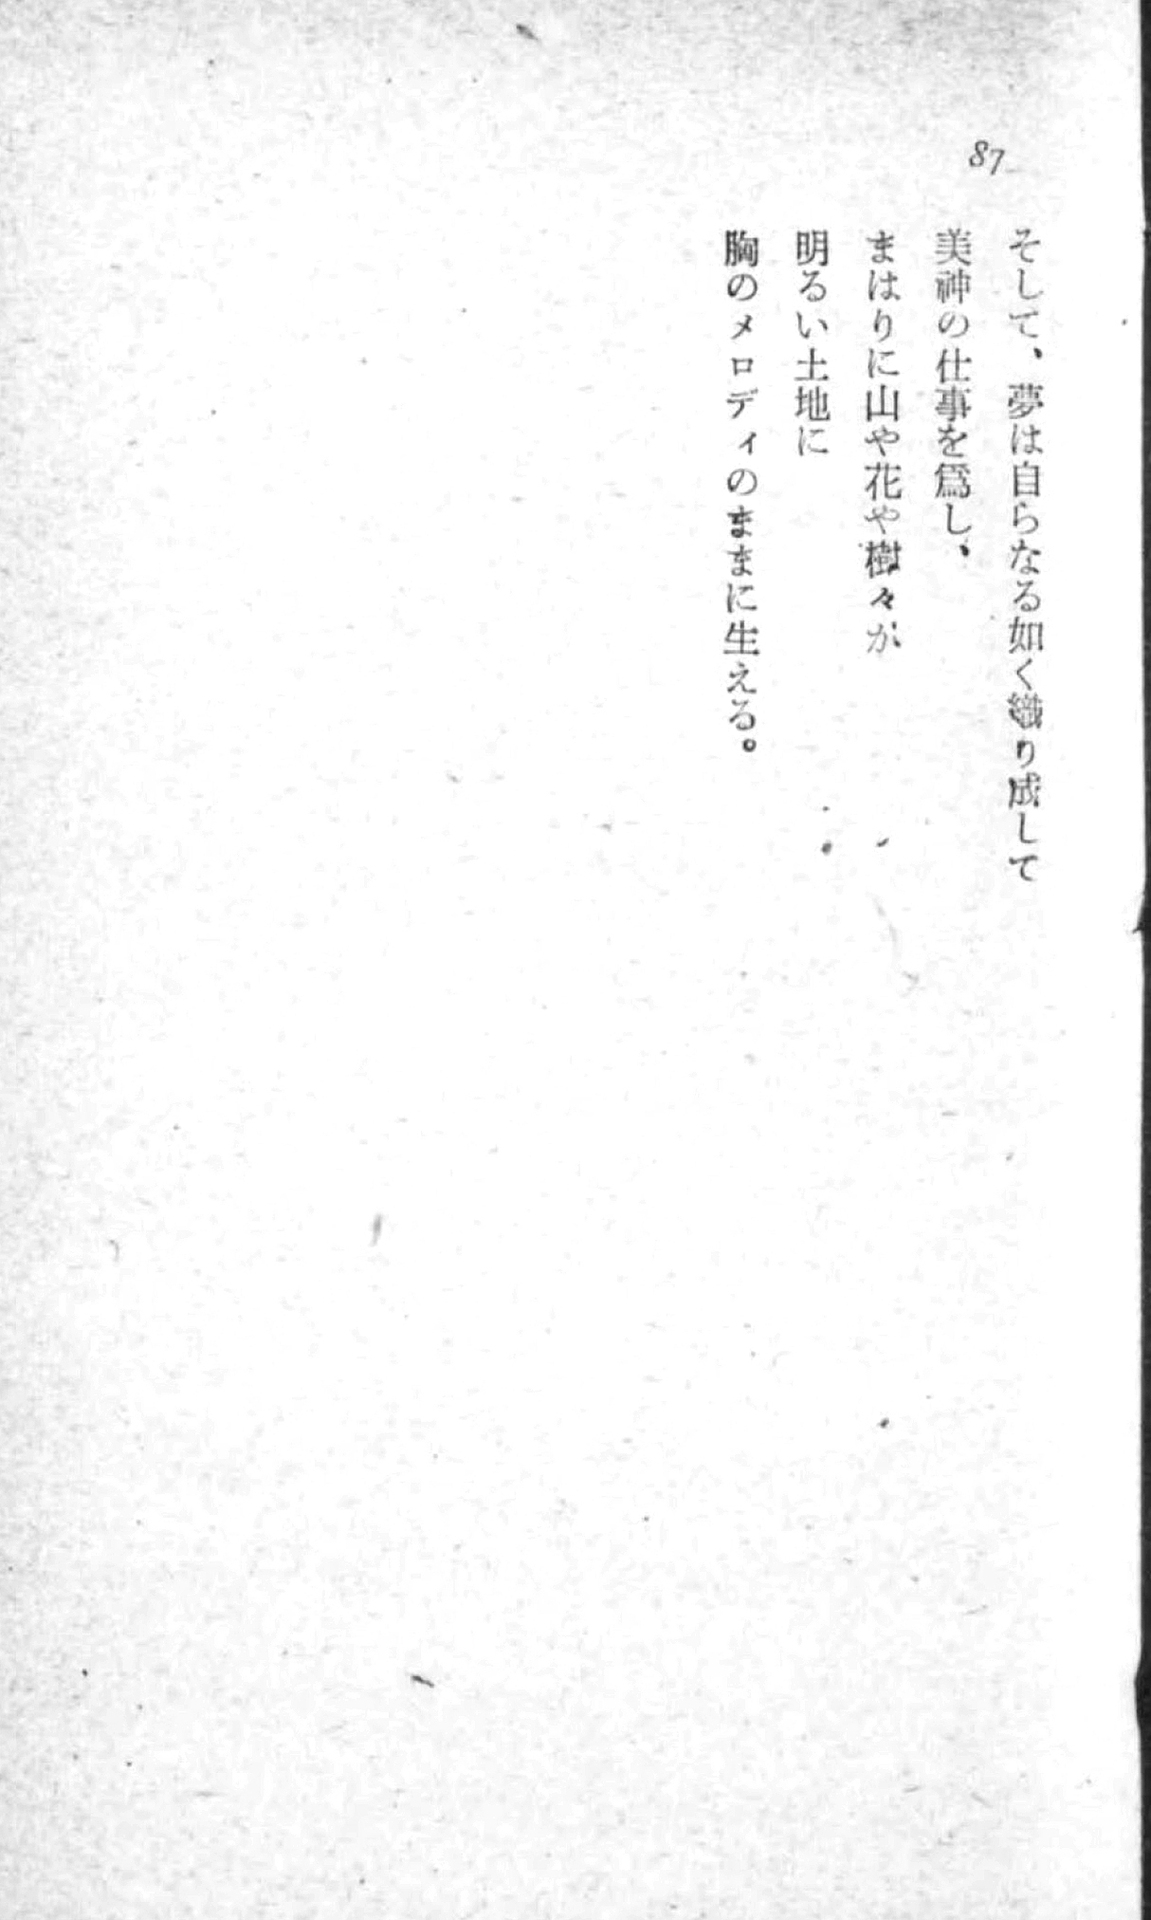 87
そして、夢は自らなる如く織り成して
美神の仕事を爲し、
まはりに山や花や樹々が
明るい土地に
胸のメロディのままに生える。